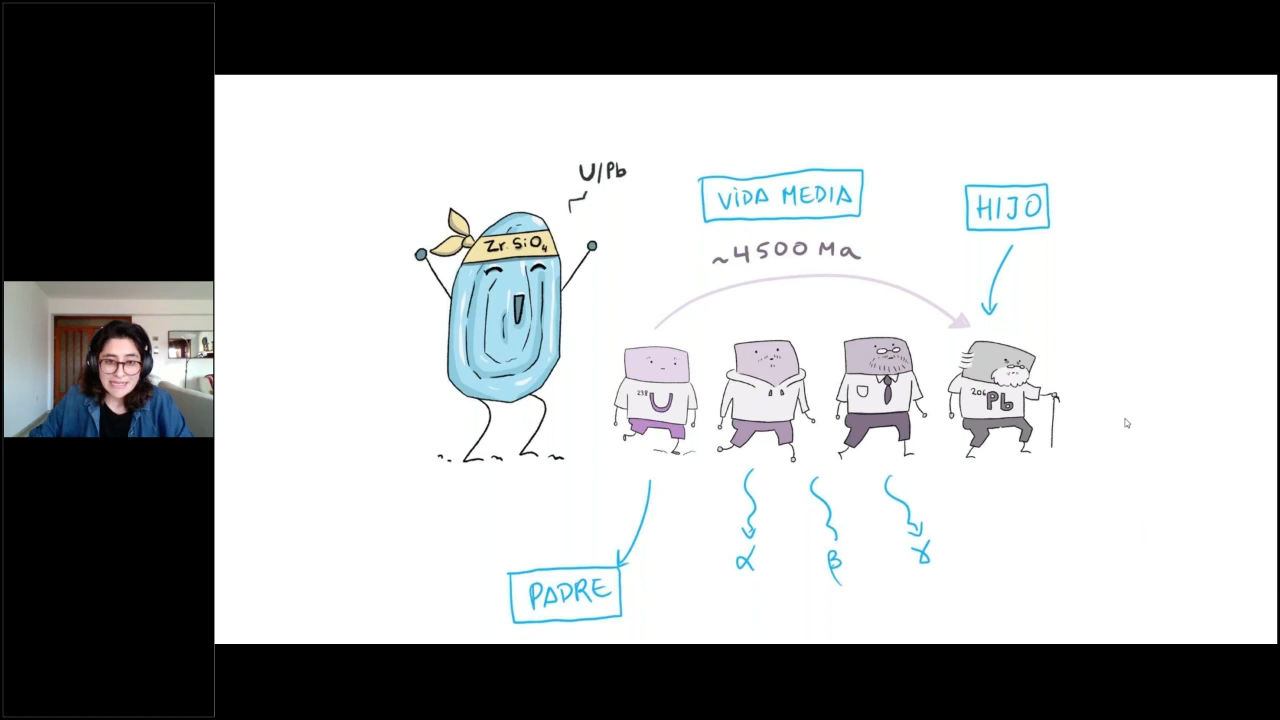 U/Pb
Zr SiO4
VIDA MEDIA
~4500 Ma
HIJO
238 U
206 Pb
α
β
γ
PADRE